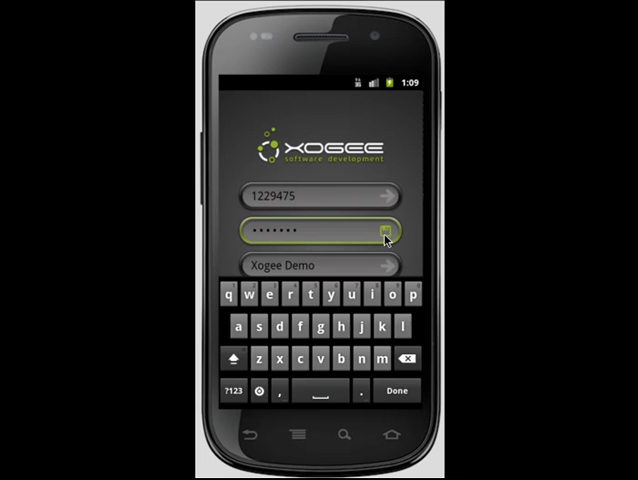 1:09
XOGEE
software development
1229475
•••••••
Xogee Demo
q w e r t y u i o p
a s d f g h j k l
z x c v b n m
?123 , . Done